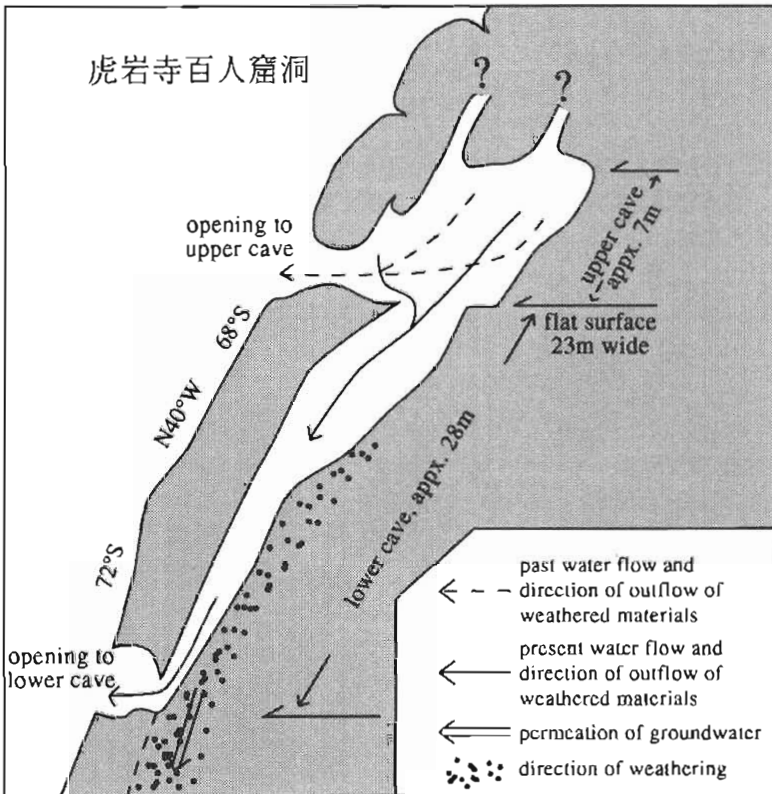 虎岩寺百人窟洞
?
?
opening to
upper cave
upper cave
appx. 7m
flat surface
23m wide
68°S
N40°W
72°S
lower cave, appx. 28m
opening to
lower cave
past water flow and
direction of outflow of
weathered materials
present water flow and
direction of outflow of
weathered materials
permeation of groundwater
direction of weathering